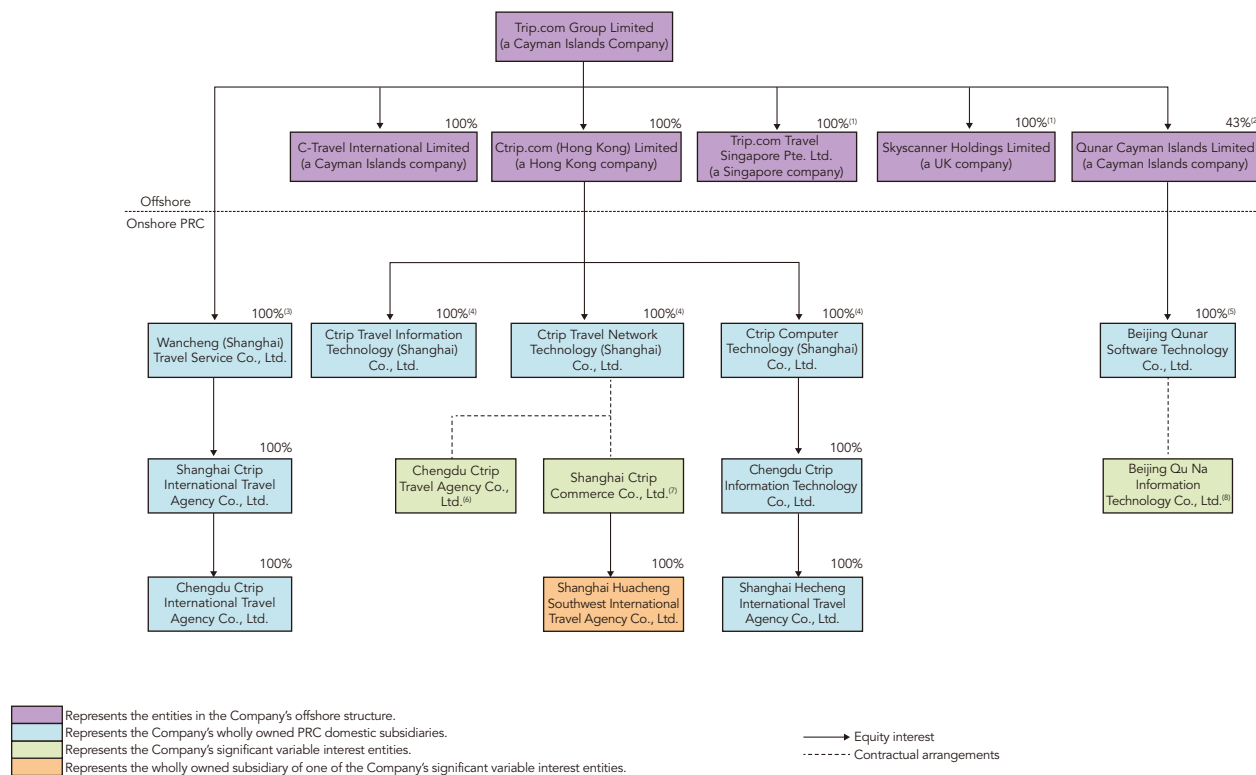 Trip.com Group Limited
(a Cayman Islands Company)
100%
C-Travel International Limited
(a Cayman Islands company)
100%
Ctrip.com (Hong Kong) Limited
(a Hong Kong company)
100%(1)
Trip.com Travel
Singapore Pte. Ltd.
(a Singapore company)
100%(1)
Skyscanner Holdings Limited
(a UK company)
43%(2
Qunar Cayman Islands Limited
(a Cayman Islands company)
Offshore
Onshore PRC
100%(3)
Wancheng (Shanghai)
Travel Service Co., Ltd.
100%(4)
Ctrip Travel Information
Technology (Shanghai)
Co., Ltd.
100%(4)
Ctrip Travel Network
Technology (Shanghai)
Co., Ltd.
100%(4)
Ctrip Computer
Technology (Shanghai)
Co., Ltd.
100%(5)
Beijing Qunar
Software Technology
Co., Ltd.
100%
Shanghai Ctrip
International Travel
Agency Co., Ltd.
Chengdu Ctrip
Travel Agency Co.,
Ltd.(6)
Shanghai Ctrip
Commerce Co., Ltd.(7)
100%
Chengdu Ctrip
Information Technology
Co., Ltd.
Beijing Qu Na
Information
Technology Co., Ltd.(8)
100%
Chengdu Ctrip
International Travel
Agency Co., Ltd.
100%
Shanghai Huacheng
Southwest International
Travel Agency Co., Ltd.
100%
Shanghai Hecheng
International Travel
Agency Co., Ltd.
Represents the entities in the Company's offshore structure.
Represents the Company's wholly owned PRC domestic subsidiaries.
Represents the Company's significant variable interest entities.
Represents the wholly owned subsidiary of one of the Company's significant variable interest entities.
Equity interest
Contractual arrangements